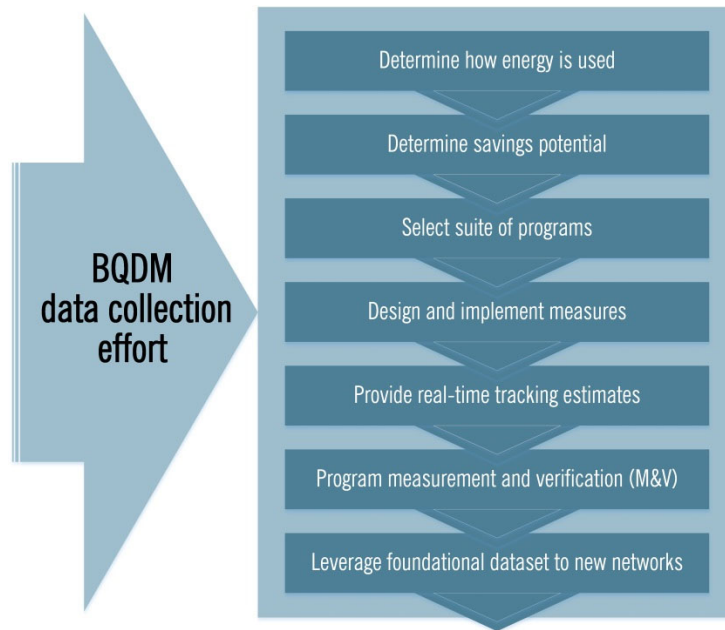 BQDM
data collection
effort
Determine how energy is used
Determine savings potential
Select suite of programs
Design and implement measures
Provide real-time tracking estimates
Program measurement and verification (M&V)
Leverage foundational dataset to new networks